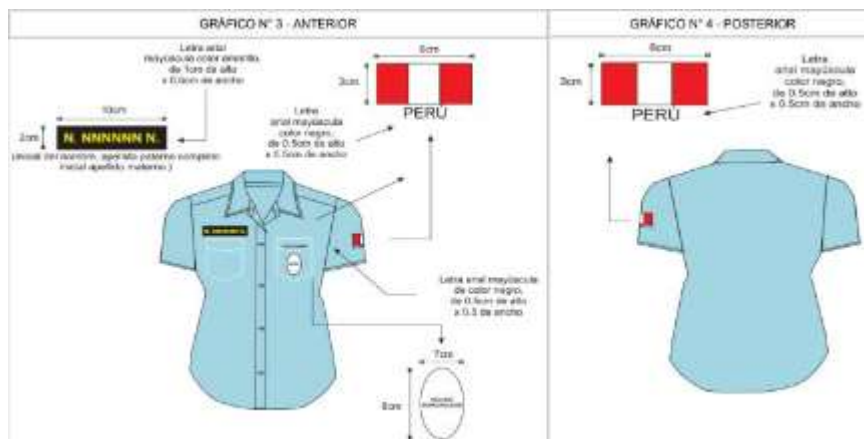 GRÁFICO N° 3 - ANTERIOR
Letra arial
mayúscula color amarillo,
de 1cm de alto
x 0.8cm de ancho
10cm
2cm
N. NNNNNN N.
(inicial del nombre, apellido paterno completo
inicial apellido materno )
6cm
3cm
PERÚ
Letra
arial mayúscula
color negro,
de 0.5cm de alto
x 0.5cm de ancho
Letra arial mayúscula
de color negro,
de 0.5cm de alto
x 0.5 de ancho
7cm
8cm
GRÁFICO N° 4 - POSTERIOR
6cm
3cm
PERÚ
Letra
arial mayúscula
color negro,
de 0.5cm de alto
x 0.5cm de ancho